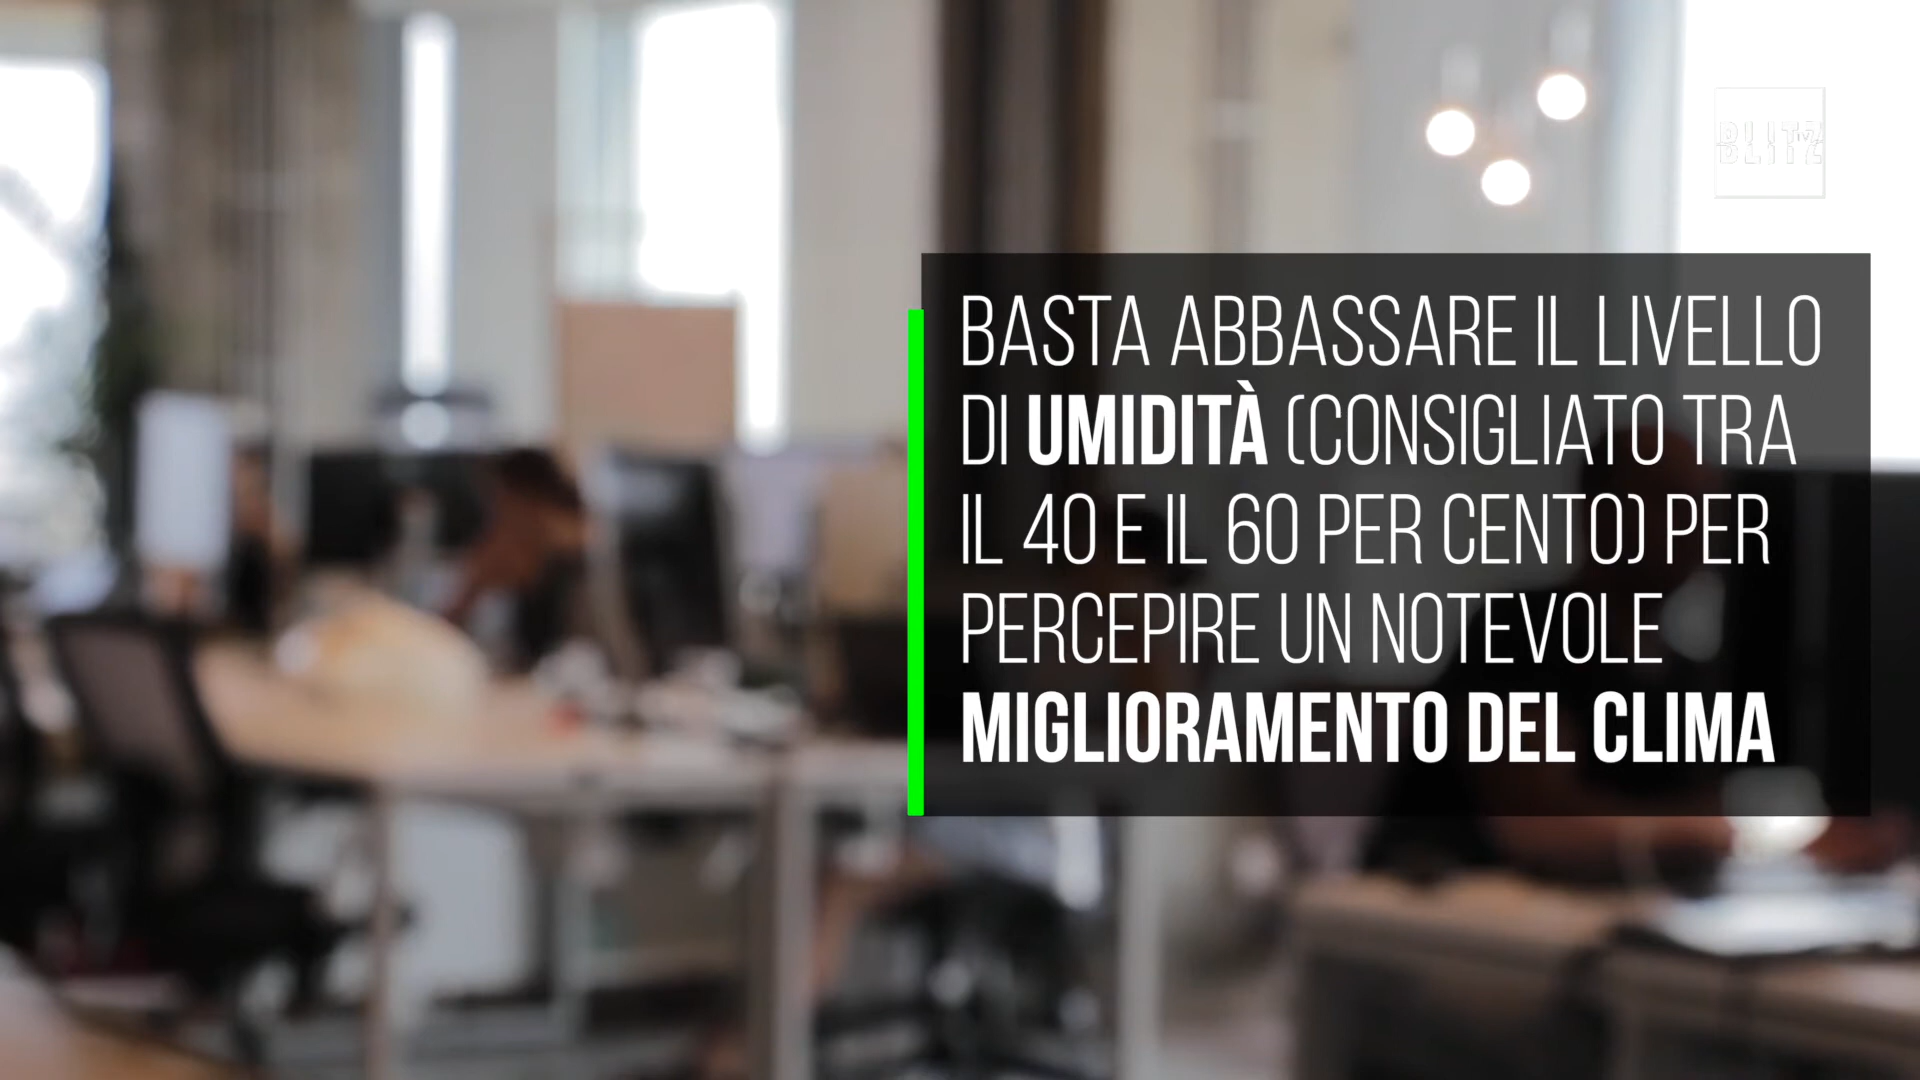 BLITZ
BASTA ABBASSARE IL LIVELLO
DI UMIDITÀ (CONSIGLIATO TRA
IL 40 E IL 60 PER CENTO) PER
PERCEPIRE UN NOTEVOLE
MIGLIORAMENTO DEL CLIMA